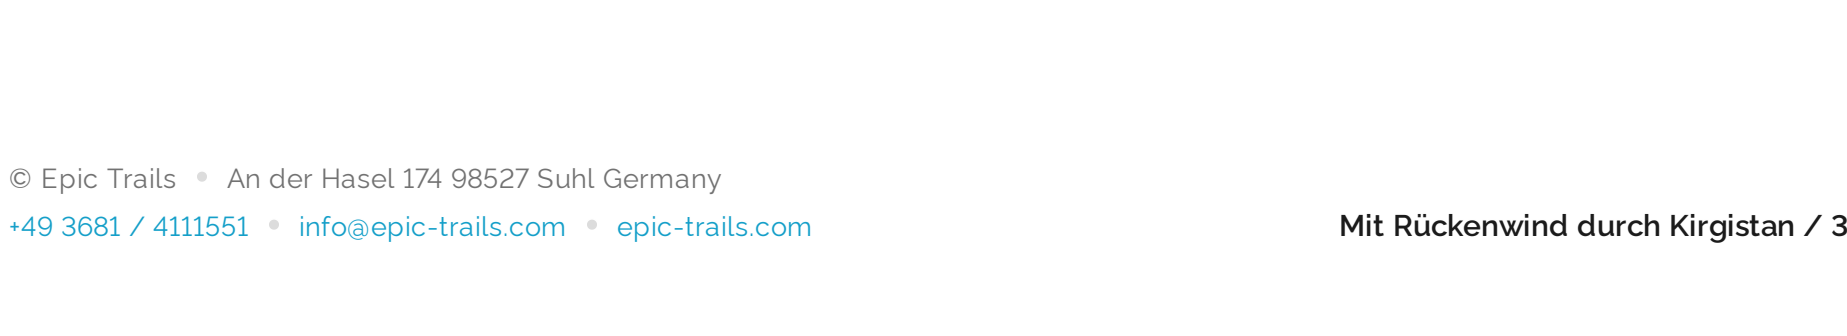 © Epic Trails • An der Hasel 174 98527 Suhl Germany
+49 3681 / 4111551 • info@epic-trails.com • epic-trails.com
Mit Rückenwind durch Kirgistan / 3